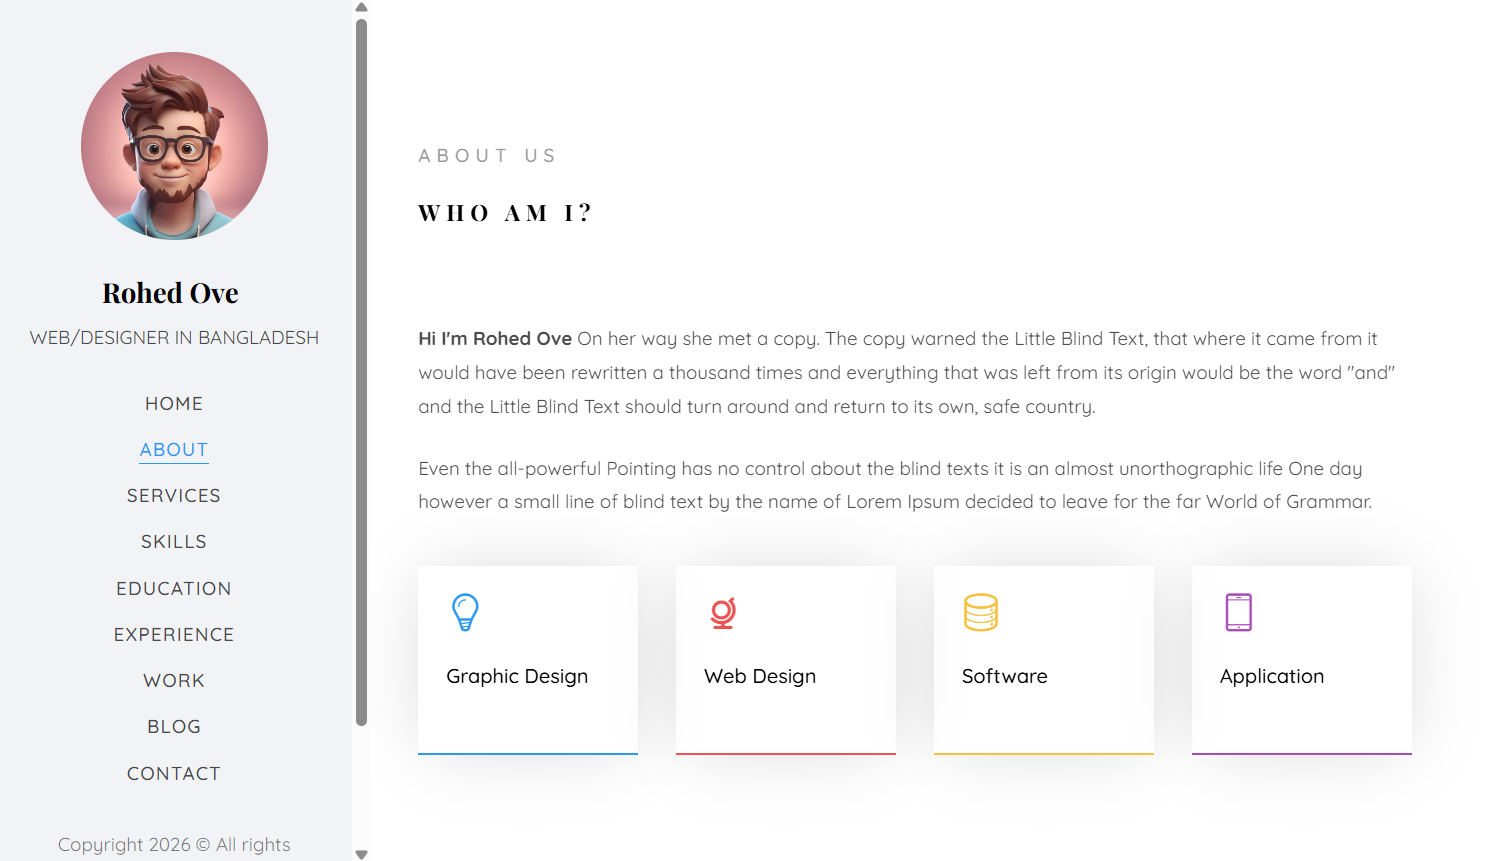 Rohed Ove
WEB/DESIGNER IN BANGLADESH
HOME
ABOUT
SERVICES
SKILLS
EDUCATION
EXPERIENCE
WORK
BLOG
CONTACT
Copyright 2026 © All rights
ABOUT US
WHO AM I?
Hi I'm Rohed Ove On her way she met a copy. The copy warned the Little Blind Text, that where it came from it
would have been rewritten a thousand times and everything that was left from its origin would be the word "and"
and the Little Blind Text should turn around and return to its own, safe country.
Even the all-powerful Pointing has no control about the blind texts it is an almost unorthographic life One day
however a small line of blind text by the name of Lorem Ipsum decided to leave for the far World of Grammar.
Graphic Design
Web Design
Software
Application